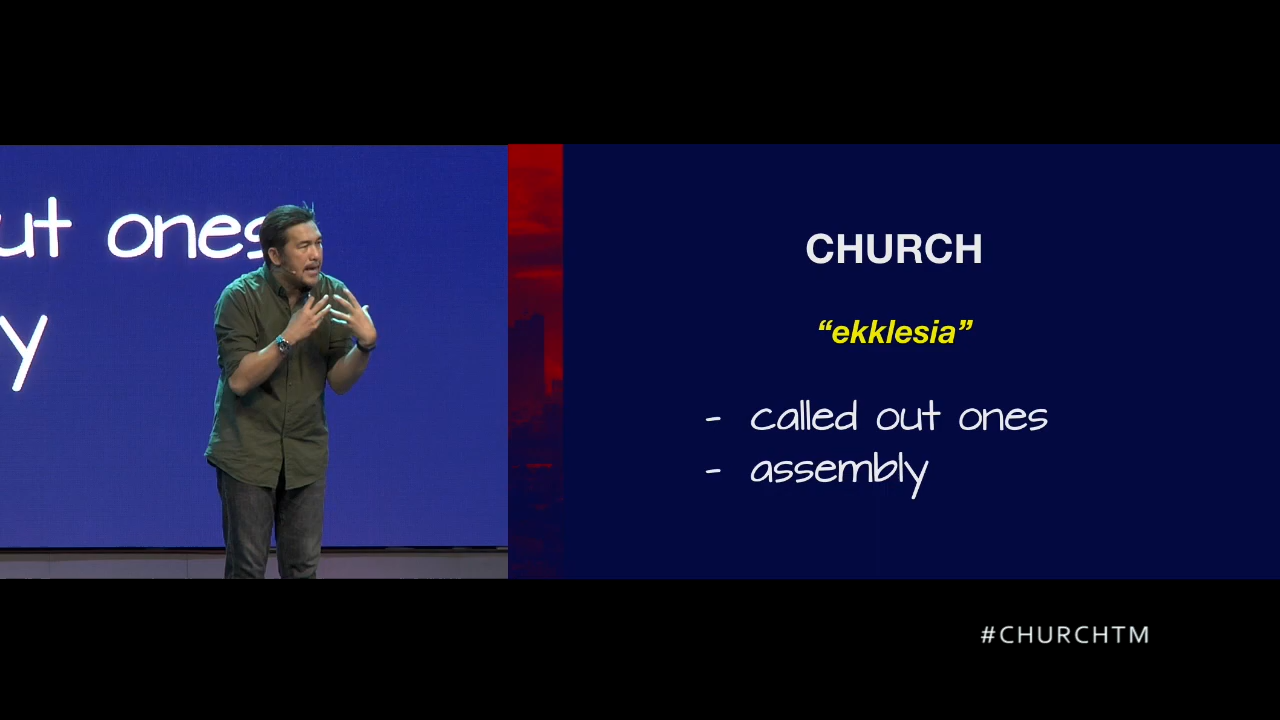 ut ones
y
CHURCH
“ekklesia”
- called out ones
- assembly
#CHURCHTM